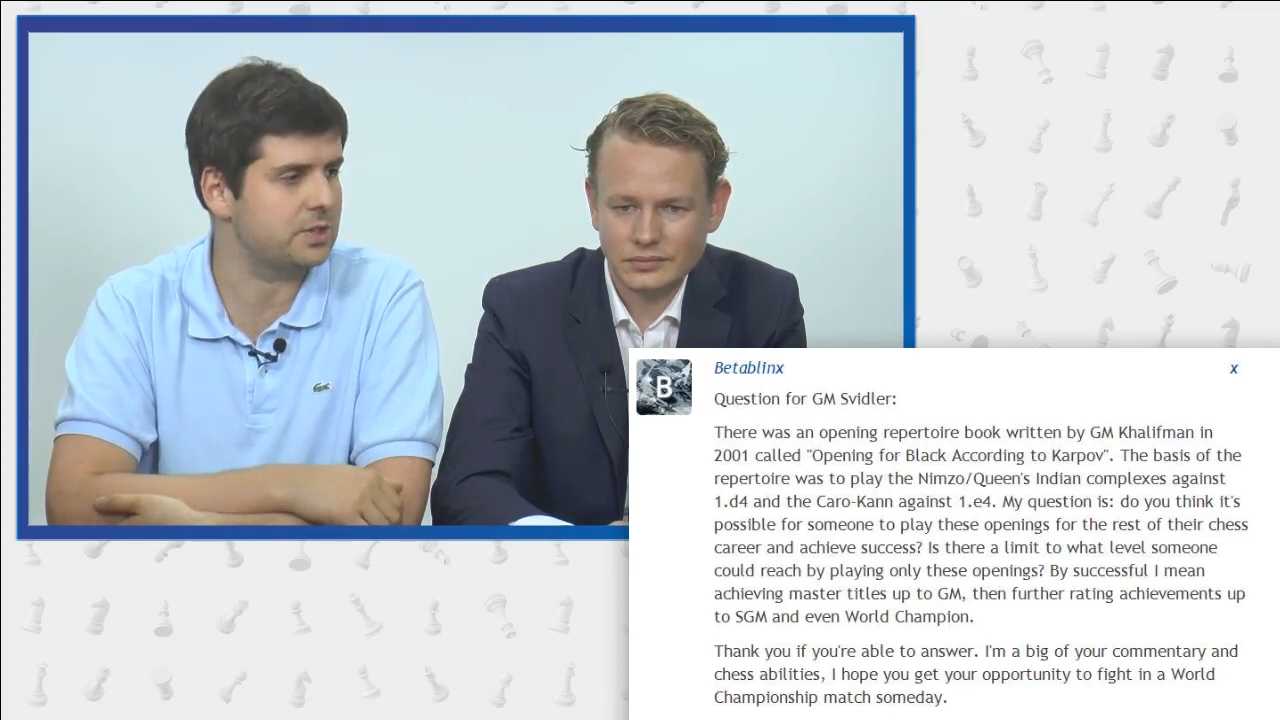 B
Betablinx x
Question for GM Svidler:
There was an opening repertoire book written by GM Khalifman in
2001 called "Opening for Black According to Karpov". The basis of the
repertoire was to play the Nimzo/Queen's Indian complexes against
1.d4 and the Caro-Kann against 1.e4. My question is: do you think it's
possible for someone to play these openings for the rest of their chess
career and achieve success? Is there a limit to what level someone
could reach by playing only these openings? By successful I mean
achieving master titles up to GM, then further rating achievements up
to SGM and even World Champion.
Thank you if you're able to answer. I'm a big of your commentary and
chess abilities, I hope you get your opportunity to fight in a World
Championship match someday.